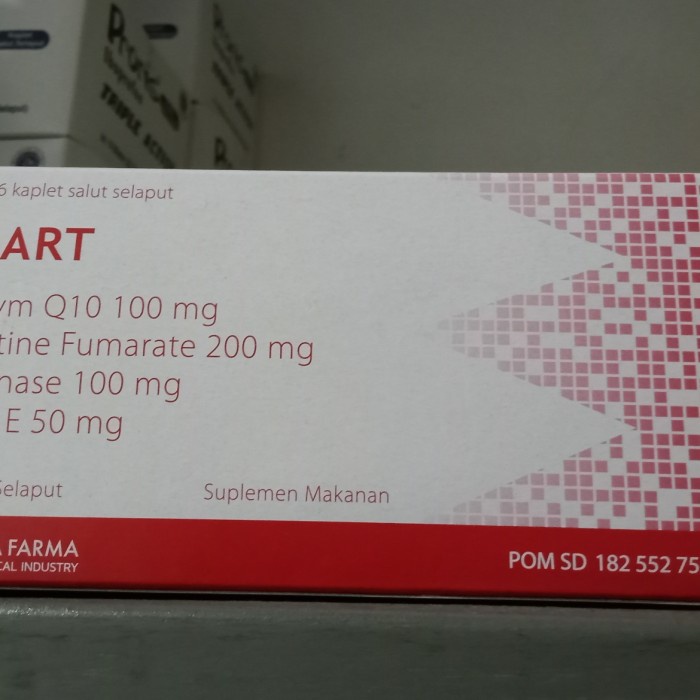 6 kaplet salut selaput
ART
ym Q10 100 mg
tine Fumarate 200 mg
nase 100 mg
E 50 mg
Selaput
Suplemen Makanan
FARMA
CAL INDUSTRY
POM SD 182 552 75
TRIPLE